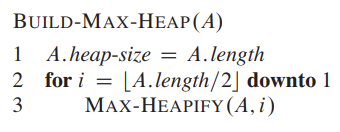 BUILD-MAX-HEAP(A)
1 A.heap-size = A.length
2 for i = ⌊A.length/2⌋ downto 1
3 MAX-HEAPIFY(A, i)